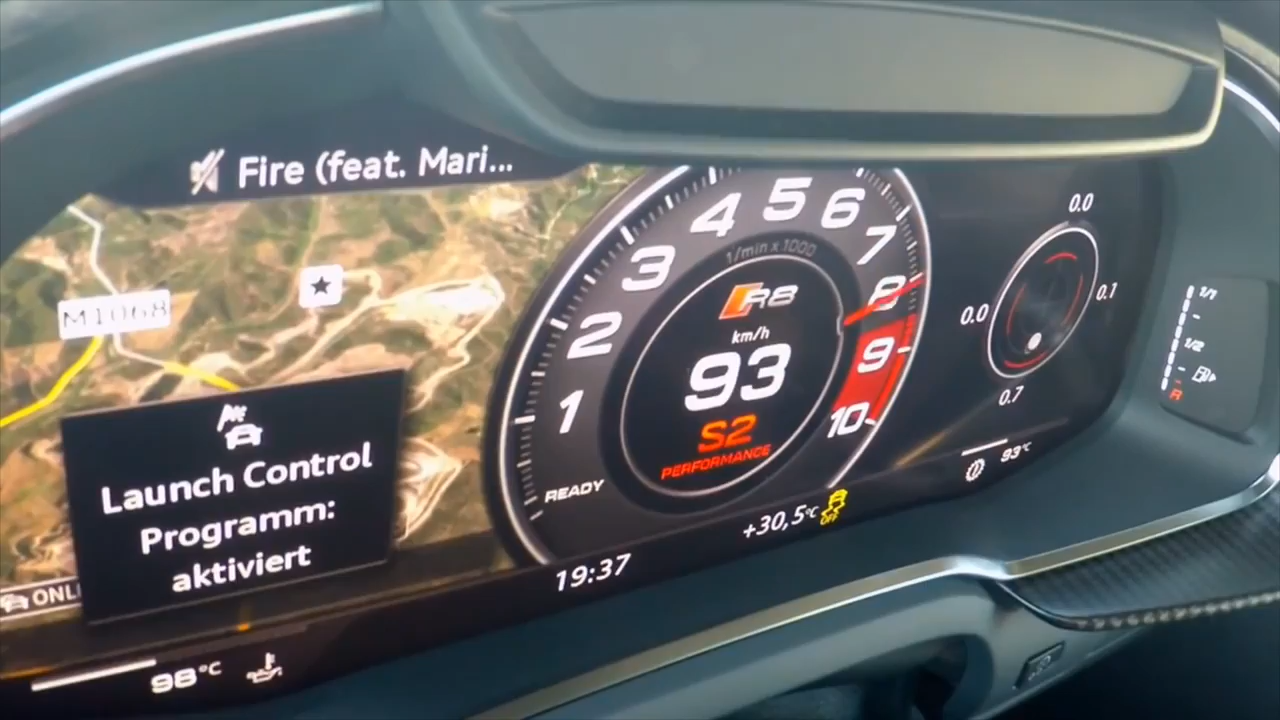 Fire (feat. Mari...
M1068
Launch Control
Programm:
aktiviert
ONLI
98°C
1
2
3
4
5
6
7
8
9
10
1/min x 1000
R8
km/h
93
S2
PERFORMANCE
READY
19:37
+30,5°C
OFF
0.0
0.0
0.1
0.7
93°C
1/1
1/2
R